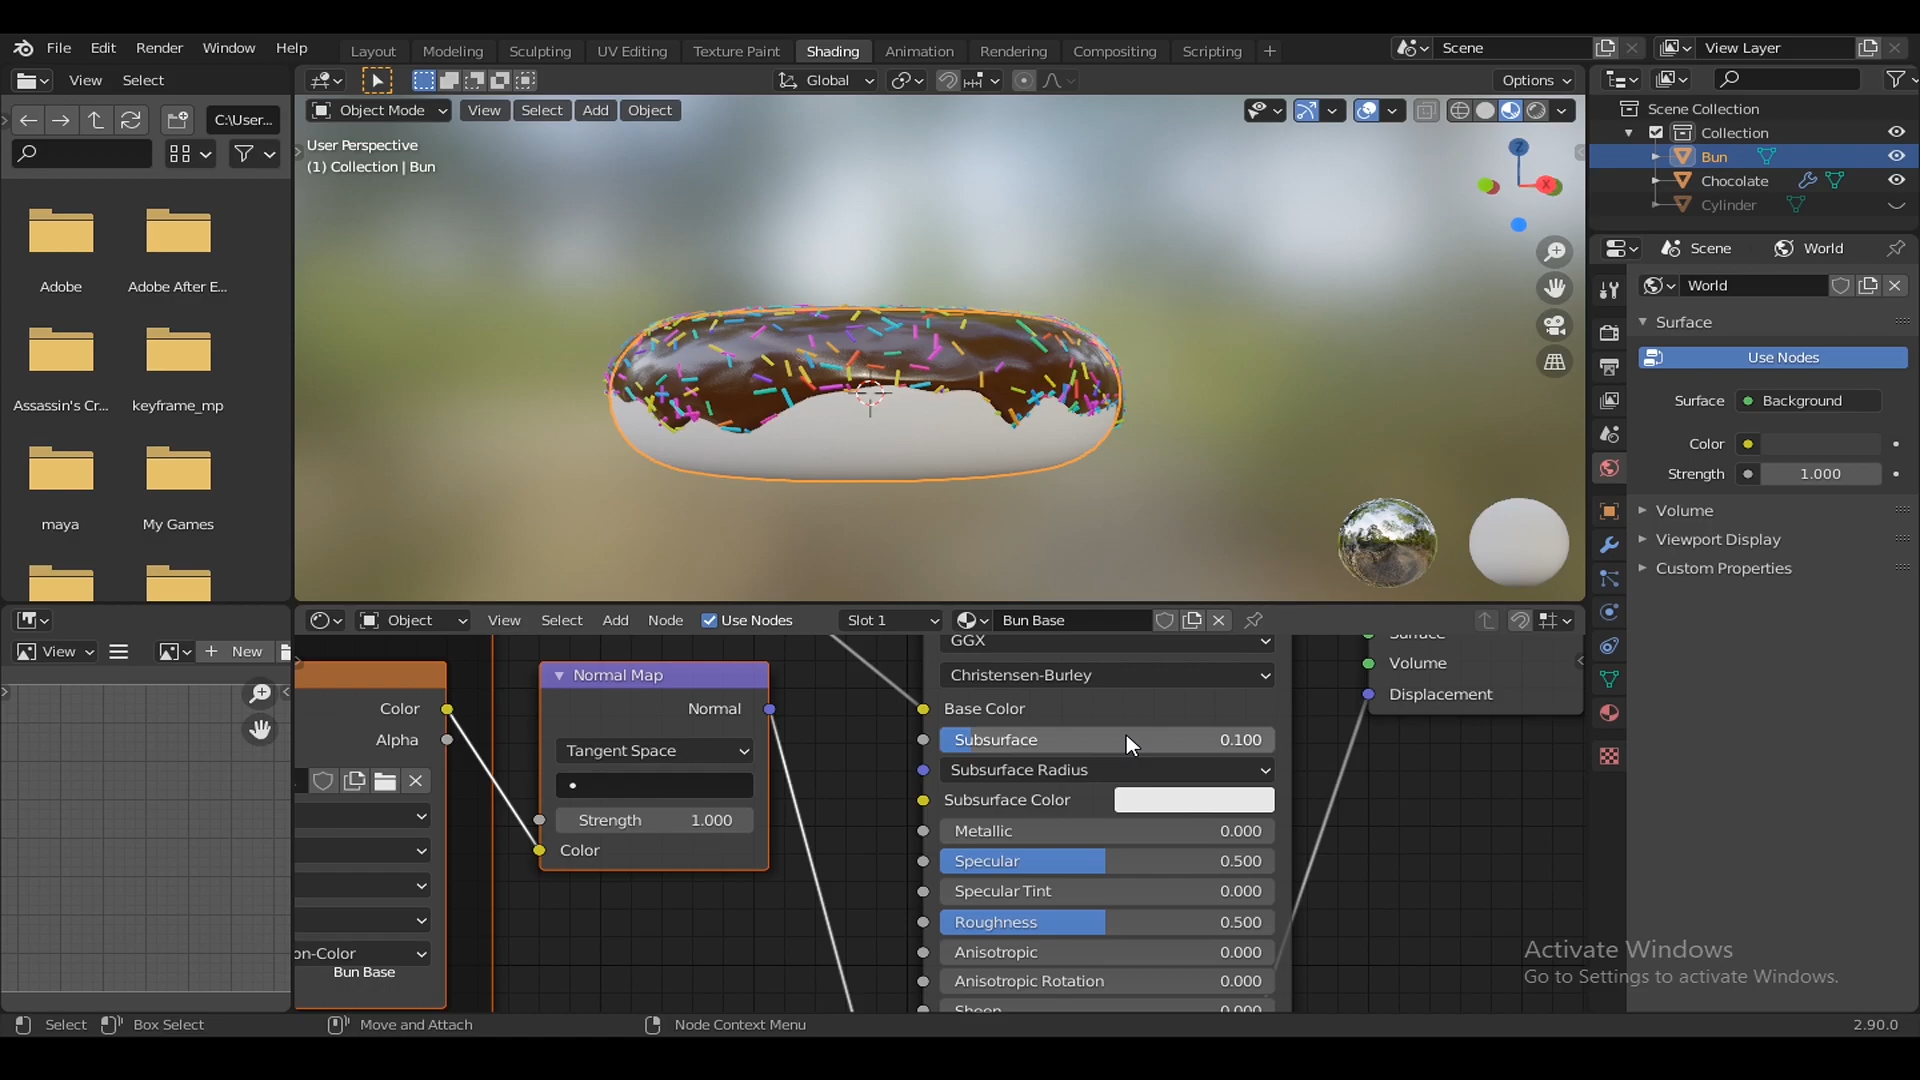 File Edit Render Window Help Layout Modeling Sculpting UV Editing Texture Paint Shading Animation Rendering Compositing Scripting + Scene View Layer
View Select Global Options
C:\User...
Object Mode View Select Add Object
User Perspective
(1) Collection | Bun
Z
X
Adobe Adobe After E...
Assassin's Cr... keyframe_mp
maya My Games
Scene Collection
Collection
Bun
Chocolate
Cylinder
Scene World
World
Surface
Use Nodes
Surface Background
Color
Strength 1.000
Volume
Viewport Display
Custom Properties
Object View Select Add Node Use Nodes Slot 1 Bun Base
View + New
Color
Alpha
on-Color
Bun Base
Normal Map
Normal
Tangent Space
Strength 1.000
Color
GGX
Christensen-Burley
Base Color
Subsurface 0.100
Subsurface Radius
Subsurface Color
Metallic 0.000
Specular 0.500
Specular Tint 0.000
Roughness 0.500
Anisotropic 0.000
Anisotropic Rotation 0.000
Sheen 0.000
Surface
Volume
Displacement
Activate Windows
Go to Settings to activate Windows.
Select Box Select Move and Attach Node Context Menu 2.90.0